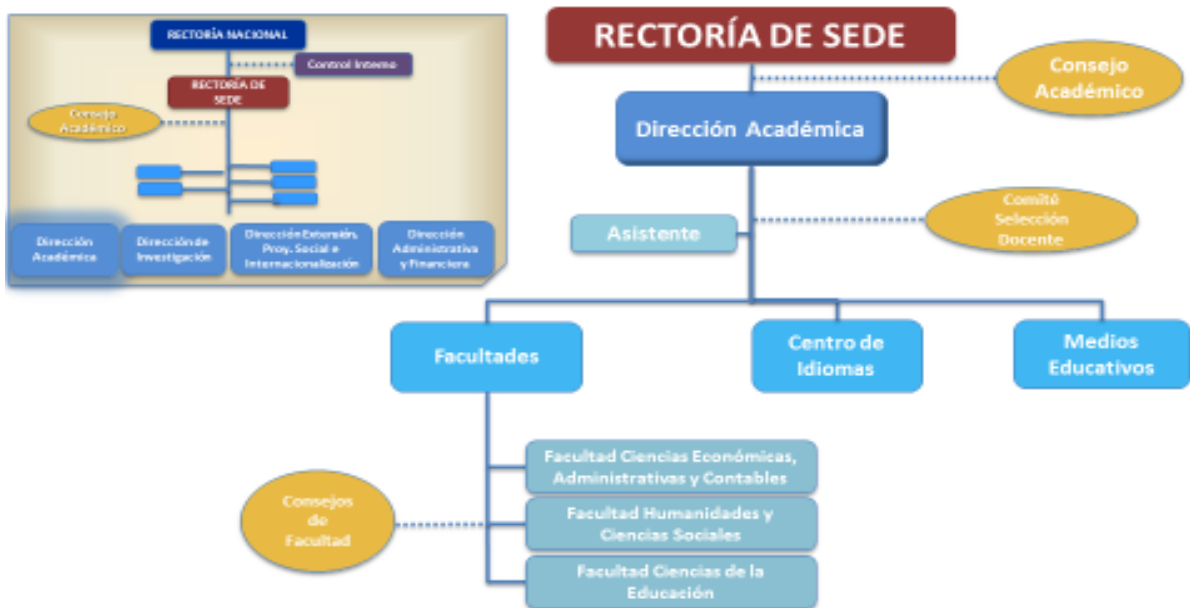 RECTORÍA NACIONAL
Control Interno
RECTORÍA DE
SEDE
Consejo
Académico
Dirección
Académica
Dirección de
Investigación
Dirección Extensión,
Proy. Social e
Internacionalización
Dirección
Administrativa
y Financiera
RECTORÍA DE SEDE
Consejo
Académico
Dirección Académica
Comité
Selección
Docente
Asistente
Facultades
Centro de
Idiomas
Medios
Educativos
Facultad Ciencias Económicas,
Administrativas y Contables
Consejos
de
Facultad
Facultad Humanidades y
Ciencias Sociales
Facultad Ciencias de la
Educación